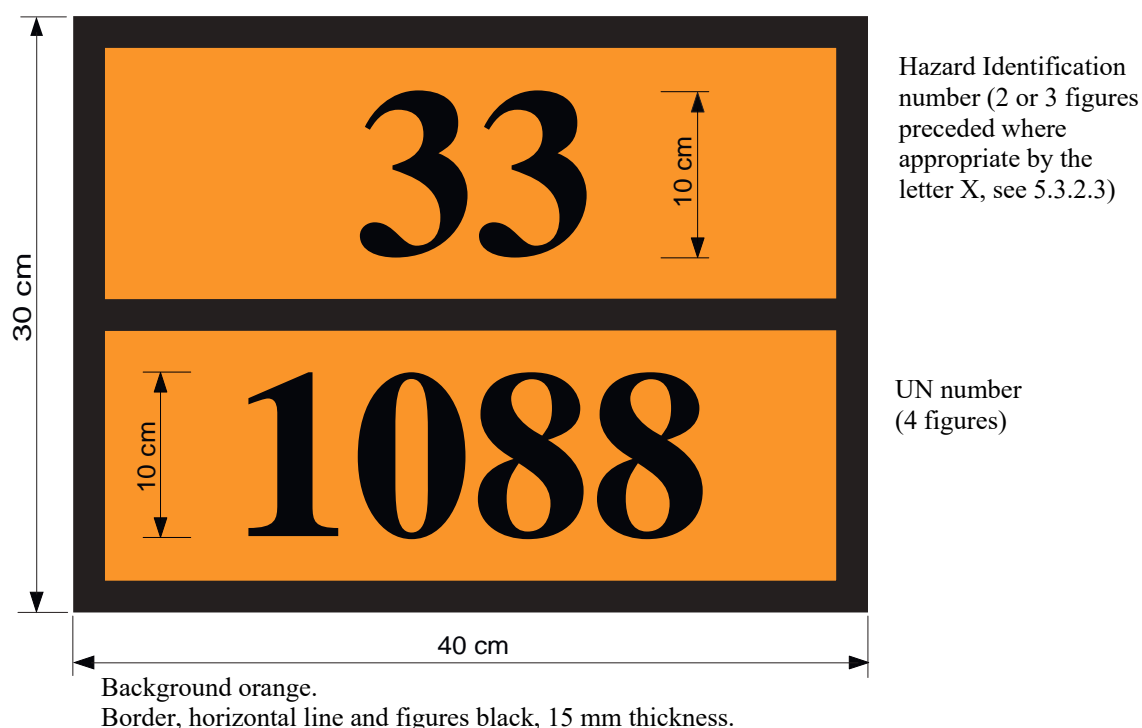 33
10 cm
Hazard Identification
number (2 or 3 figures
preceded where
appropriate by the
letter X, see 5.3.2.3)
30 cm
1088
10 cm
UN number
(4 figures)
40 cm
Background orange.
Border, horizontal line and figures black, 15 mm thickness.